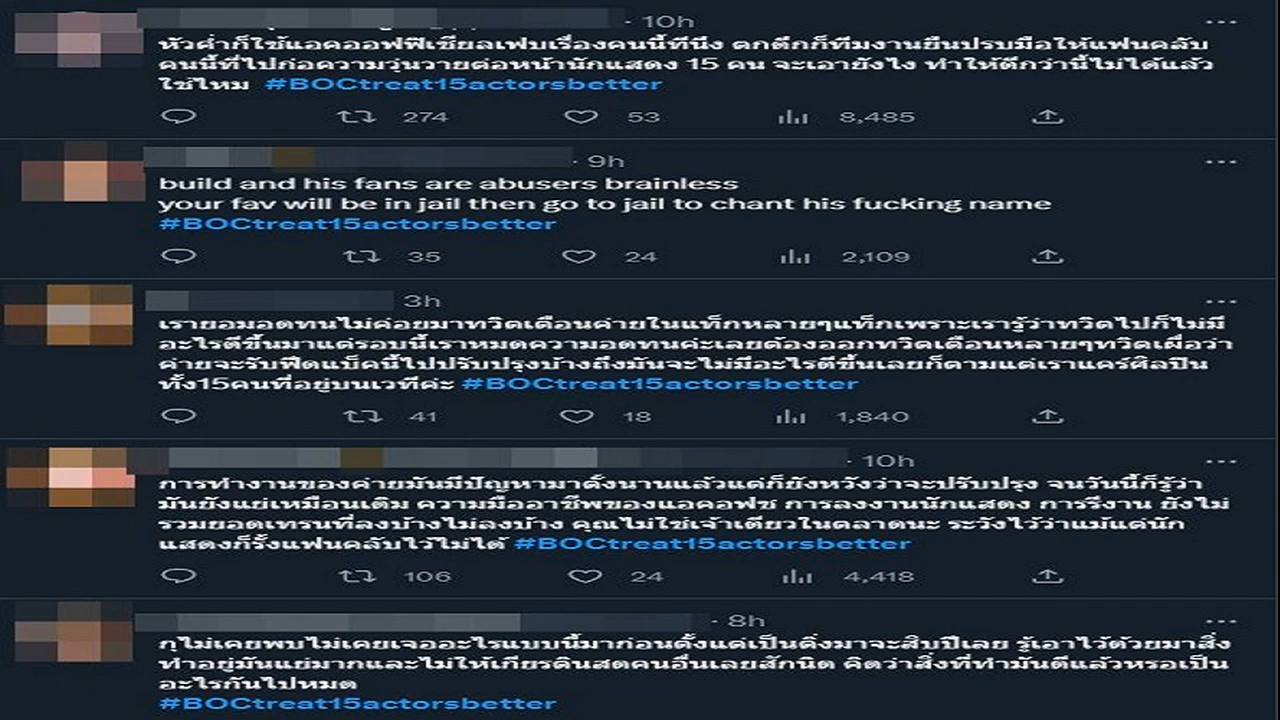 · 10h
หัวค่ำก็ใช้แอคออฟฟิเชียลเฟบเรื่องคนนี้ทีนึง ตกดึกก็ทีมงานยืนปรบมือให้แฟนคลับ
คนนี้ที่ไปก่อความวุ่นวายต่อหน้านักแสดง 15 คน จะเอายังไง ทำให้ดีกว่านี้ไม่ได้แล้ว
ใช่ไหม #BOCtreat15actorsbetter
274 53 8,485
· 9h
build and his fans are abusers brainless
your fav will be in jail then go to jail to chant his fucking name
#BOCtreat15actorsbetter
35 24 2,109
3h
เรายอมอดทนไม่ค่อยมาทวิตเตือนค่ายในแท็กหลายๆแท็กเพราะเรารู้ว่าทวิตไปก็ไม่มี
อะไรดีขึ้นมาแต่รอบนี้เราหมดความอดทนค่ะเลยต้องออกทวิตเตือนหลายๆทวิตเผื่อว่า
ค่ายจะรับฟีดแบ็คนี้ไปปรับปรุงบ้างถึงมันจะไม่มีอะไรดีขึ้นเลยก็ตามแต่เราแคร์ศิลปิน
ทั้ง15คนที่อยู่บนเวทีค่ะ #BOCtreat15actorsbetter
41 18 1,840
· 10h
การทำงานของค่ายมันมีปัญหามาตั้งนานแล้วแต่ก็ยังหวังว่าจะปรับปรุง จนวันนี้ก็รู้ว่า
มันยังแย่เหมือนเดิม ความมืออาชีพของแอคอฟช การลงงานนักแสดง การรีงาน ยังไม่
รวมยอดเทรนที่ลงบ้างไม่ลงบ้าง คุณไม่ใช่เจ้าเดียวในตลาดนะ ระวังไว้ว่าแม้แต่นัก
แสดงก็รั้งแฟนคลับไว้ไม่ได้ #BOCtreat15actorsbetter
106 24 4,418
· 8h
กุไม่เคยพบไม่เคยเจออะไรแบบนี้มาก่อนตั้งแต่เป็นติ่งมาจะสิบปีเลย รู้เอาไว้ด้วยมาสิ่ง
ทำอยู่มันแย่มากและไม่ให้เกียรตินสตคนอื่นเลยสักนิด คิดว่าสิ่งที่ทำมันดีแล้วหรอเป็น
อะไรกันไปหมด
#BOCtreat15actorsbetter